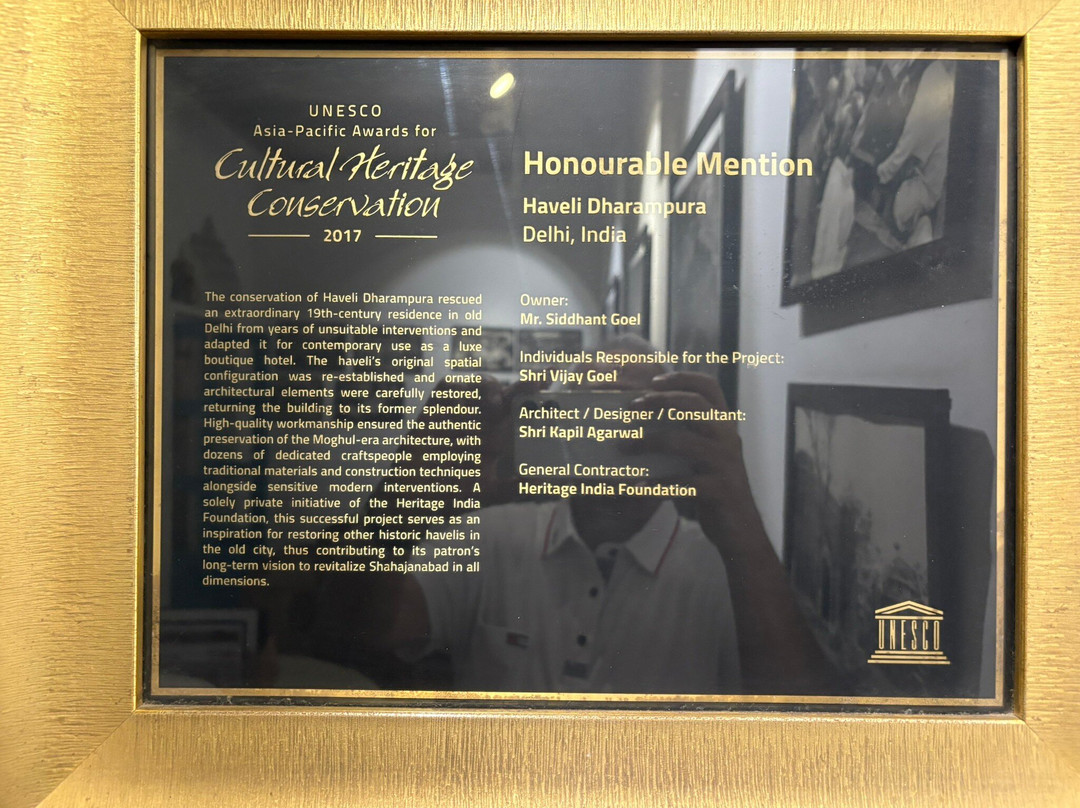 UNESCO
Asia-Pacific Awards for
Cultural Heritage
Conservation
2017
The conservation of Haveli Dharampura rescued
an extraordinary 19th-century residence in old
Delhi from years of unsuitable interventions and
adapted it for contemporary use as a luxe
boutique hotel. The haveli's original spatial
configuration was re-established and ornate
architectural elements were carefully restored,
returning the building to its former splendour.
High-quality workmanship ensured the authentic
preservation of the Moghul-era architecture, with
dozens of dedicated craftspeople employing
traditional materials and construction techniques
alongside sensitive modern interventions. A
solely private initiative of the Heritage India
Foundation, this successful project serves as an
inspiration for restoring other historic havelis in
the old city, thus contributing to its patron's
long-term vision to revitalize Shahajanabad in all
dimensions.
Honourable Mention
Haveli Dharampura
Delhi, India
Owner:
Mr. Siddhant Goel
Individuals Responsible for the Project:
Shri Vijay Goel
Architect / Designer / Consultant:
Shri Kapil Agarwal
General Contractor:
Heritage India Foundation
UNESCO